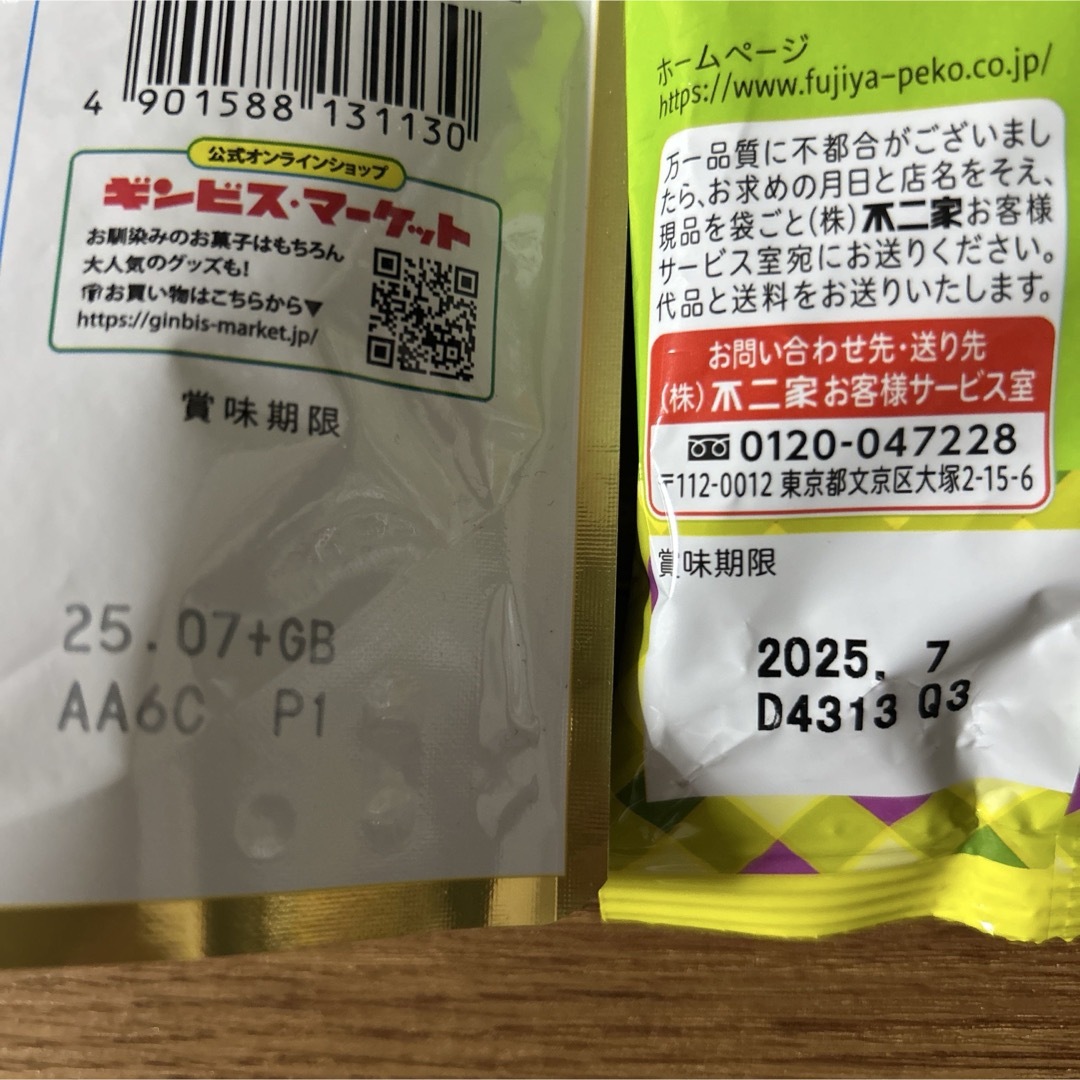 4 901588 131130
公式オンラインショップ
ギンビス・マーケット
お馴染みのお菓子はもちろん
大人気のグッズも!
お買い物はこちらから▼
https://ginbis-market.jp/
賞味期限
25.07+GB
AA6C P1
ホームページ
https://www.fujiya-peko.co.jp/
万一品質に不都合がございまし
たら、お求めの月日と店名をそえ、
現品を袋ごと(株)不二家お客様
サービス室宛にお送りください。
代品と送料をお送りいたします。
お問い合わせ先・送り先
(株)不二家お客様サービス室
0120-047228
〒112-0012 東京都文京区大塚2-15-6
賞味期限
2025. 7
D4313 Q3